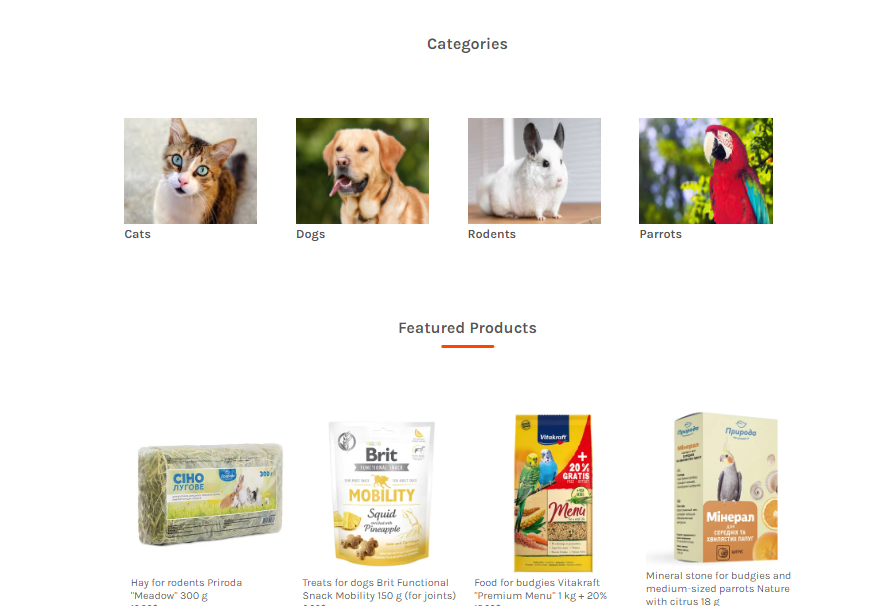 Categories
Cats
Dogs
Rodents
Parrots
Featured Products
СІНО
ЛУГОВЕ
300 г
Brit
FUNCTIONAL SNACK
MOBILITY
Squid
enriched with
Pineapple
Vitakraft
+
20%
GRATIS
Menu
Природа
Мінерал
ДЛЯ
СЕРЕДНІХ ТА
ХВИЛЯСТИХ ПАПУГ
Hay for rodents Priroda
"Meadow" 300 g
Treats for dogs Brit Functional
Snack Mobility 150 g (for joints)
Food for budgies Vitakraft
"Premium Menu" 1 kg + 20%
Mineral stone for budgies and
medium-sized parrots Nature
with citrus 18 g